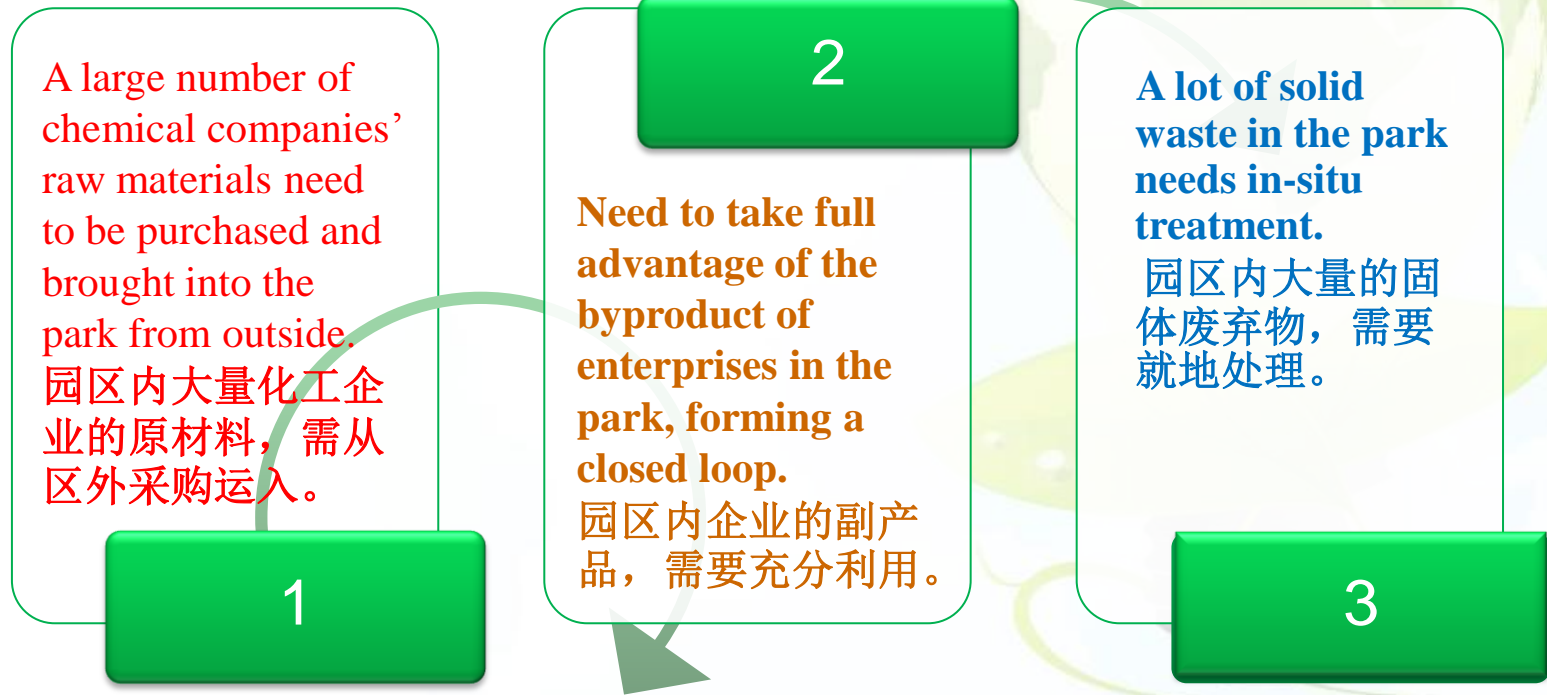 A large number of
chemical companies’
raw materials need
to be purchased and
brought into the
park from outside.
园区内大量化工企
业的原材料，需从
区外采购运入。
1
2
Need to take full
advantage of the
byproduct of
enterprises in the
park, forming a
closed loop.
园区内企业的副产
品，需要充分利用。
A lot of solid
waste in the park
needs in-situ
treatment.
园区内大量的固
体废弃物，需要
就地处理。
3